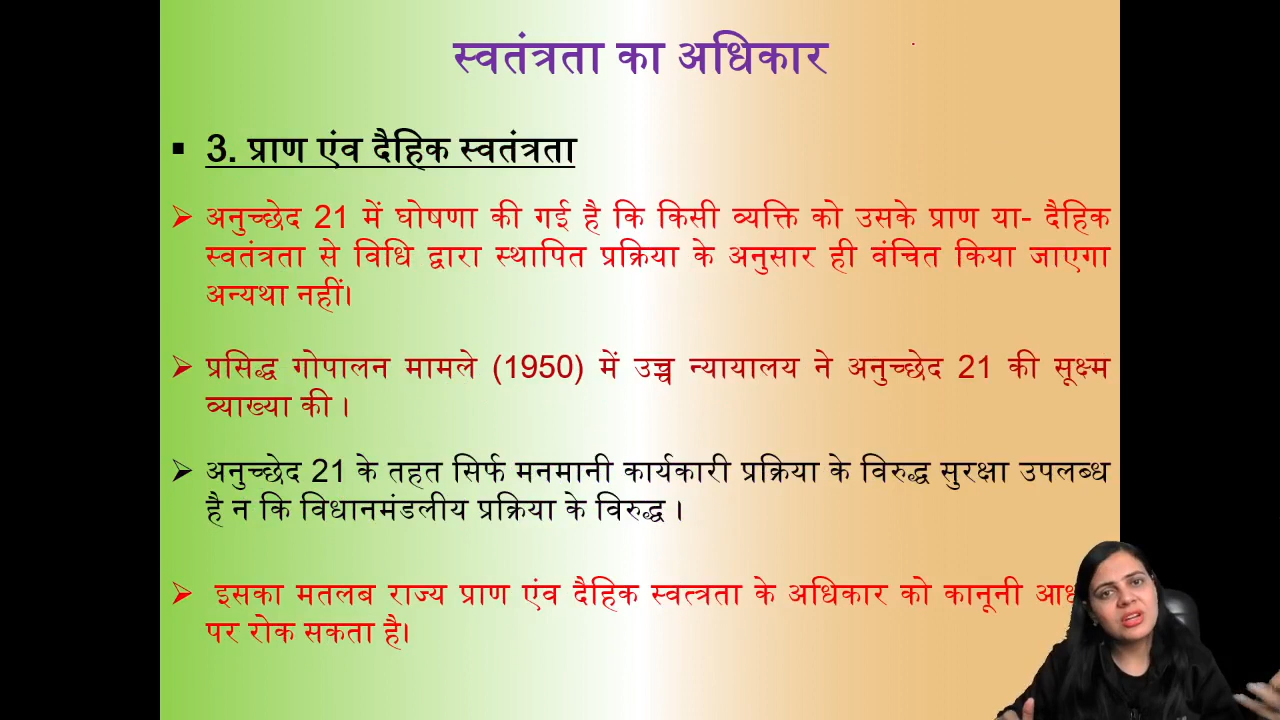 स्वतंत्रता का अधिकार
3. प्राण एंव दैहिक स्वतंत्रता
अनुच्छेद 21 में घोषणा की गई है कि किसी व्यक्ति को उसके प्राण या- दैहिक
स्वतंत्रता से विधि द्वारा स्थापित प्रक्रिया के अनुसार ही वंचित किया जाएगा
अन्यथा नहीं।
प्रसिद्ध गोपालन मामले (1950) में उच्च न्यायालय ने अनुच्छेद 21 की सूक्ष्म
व्याख्या की ।
अनुच्छेद 21 के तहत सिर्फ मनमानी कार्यकारी प्रक्रिया के विरुद्ध सुरक्षा उपलब्ध
है न कि विधानमंडलीय प्रक्रिया के विरुद्ध ।
इसका मतलब राज्य प्राण एंव दैहिक स्वत्त्रता के अधिकार को कानूनी
पर रोक सकता है।